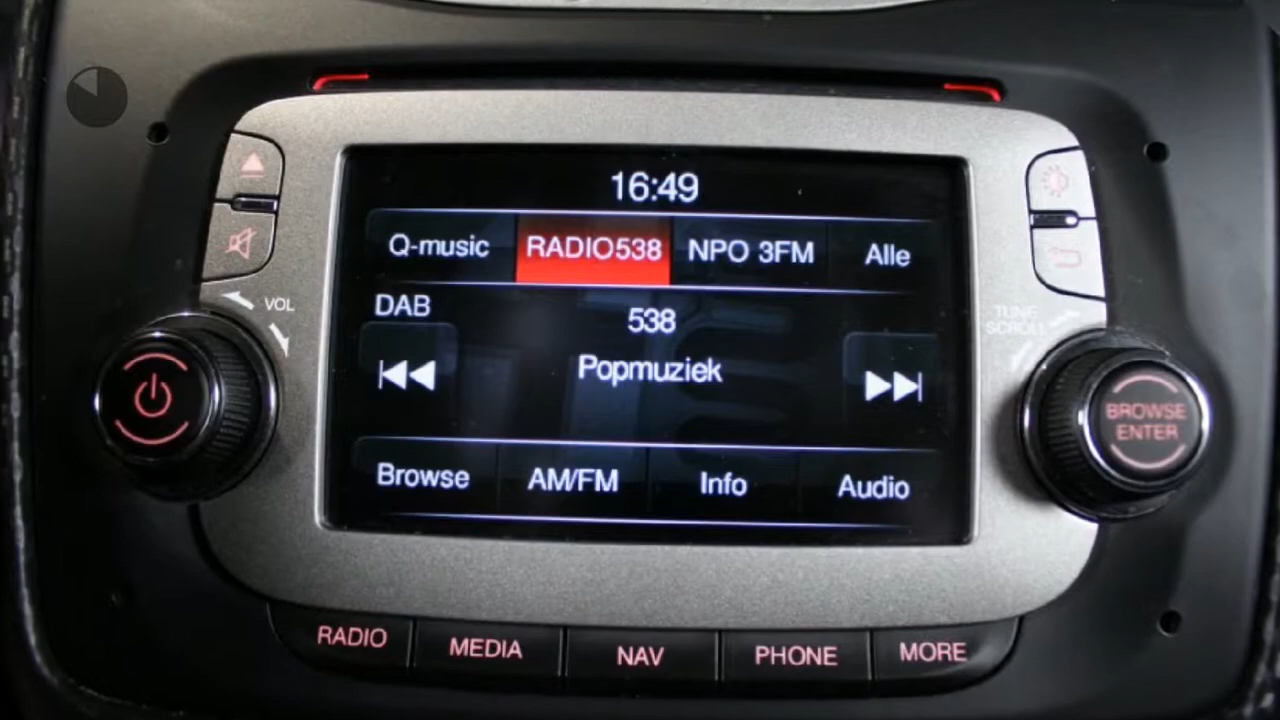 16:49
Q-music RADIO538 NPO 3FM Alle
VOL
DAB
538
TUNE
SCROLL
Popmuziek
BROWSE
ENTER
Browse AM/FM Info Audio
RADIO MEDIA NAV PHONE MORE